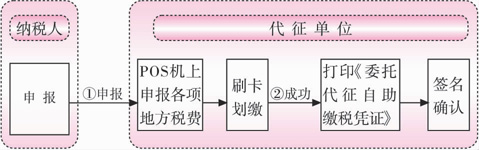 纳税人
代征单位
申报
①申报
POS机上
申报各项
地方税费
刷卡
划缴
②成功
打印《委托
代征自助
缴税凭证》
签名
确认